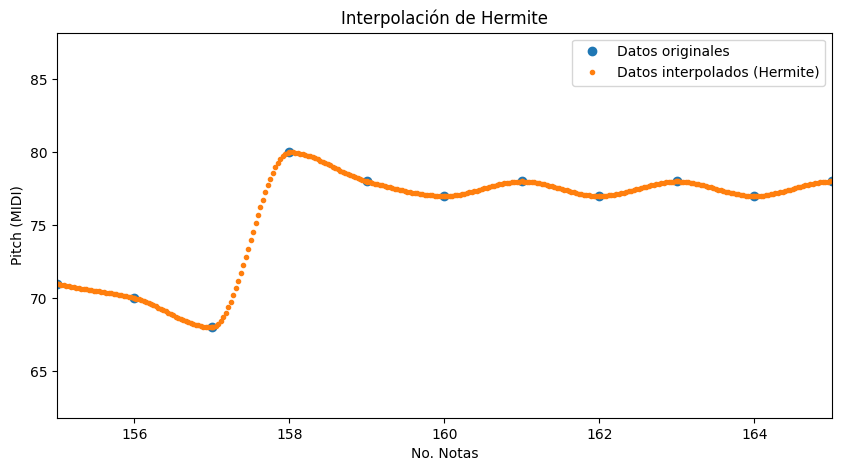 Interpolación de Hermite
Datos originales
Datos interpolados (Hermite)
Pitch (MIDI)
85
80
75
70
65
156 158 160 162 164
No. Notas